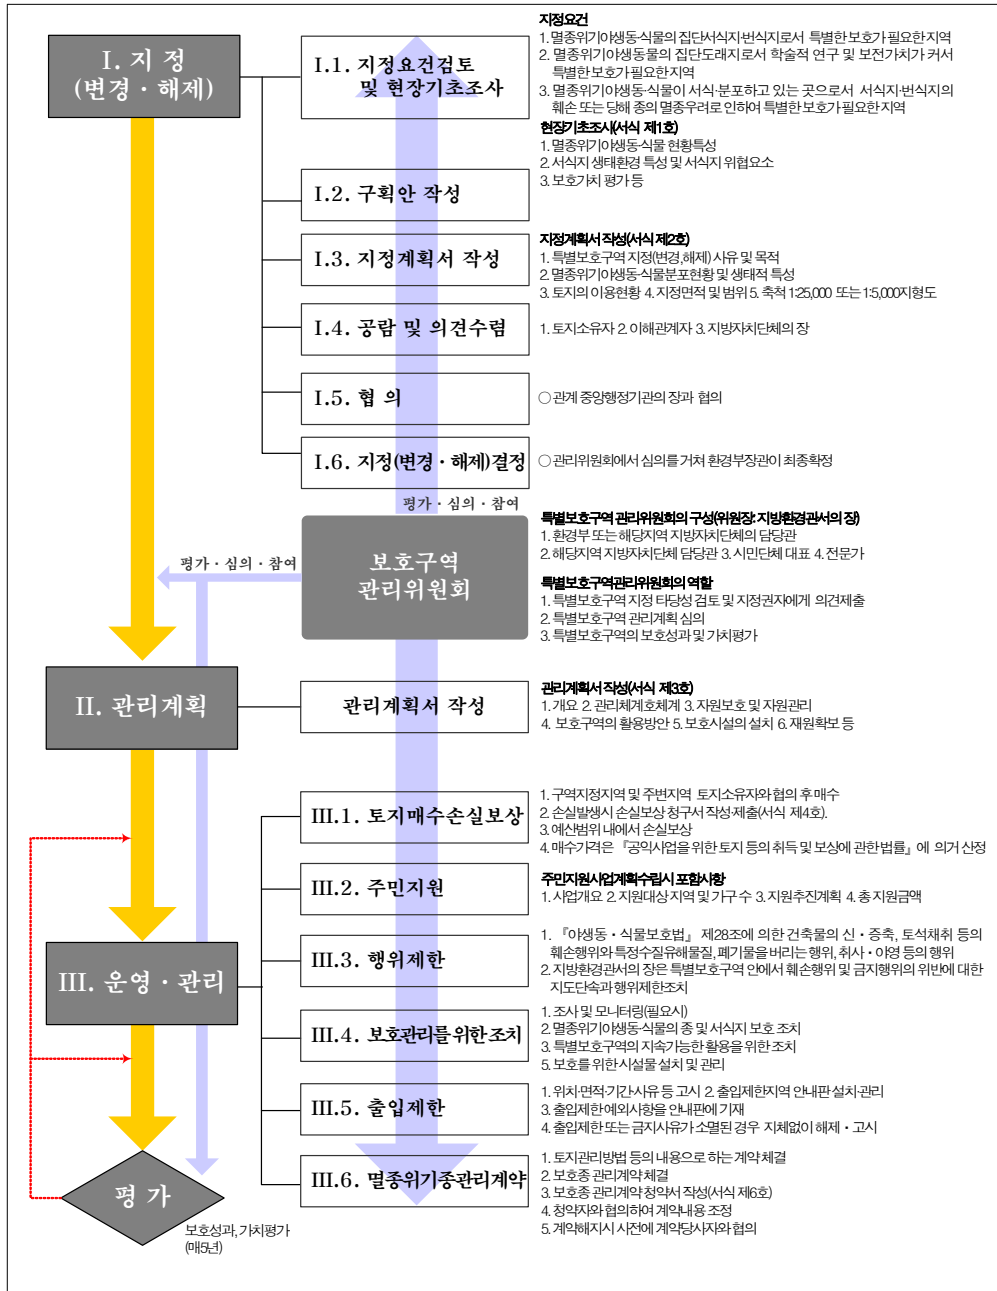 I. 지 정
(변경 · 해제)
I.1. 지정요건검토
및 현장기초조사
지정요건
1. 멸종위기야생동·식물의 집단서식지·번식지로서 특별한 보호가 필요한 지역
2. 멸종위기야생동물의 집단도래지로서 학술적 연구 및 보전가치가 커서
특별한 보호가 필요한 지역
3. 멸종위기야생동·식물이 서식·분포하고 있는 곳으로서 서식지·번식지의
훼손 또는 당해 종의 멸종우려로 인하여 특별한 보호가 필요한 지역
현장기초조사(서식 제1호)
1. 멸종위기야생동·식물 현황특성
2. 서식지 생태환경 특성 및 서식지 위협요소
3. 보호가치 평가 등
I.2. 구획안 작성
I.3. 지정계획서 작성
지정계획서 작성(서식 제2호)
1. 특별보호구역 지정(변경,해제) 사유 및 목적
2. 멸종위기야생동·식물분포현황 및 생태적 특성
3. 토지의 이용현황 4. 지정면적 및 범위 5. 축척 1:25,000 또는 1:5,000지형도
I.4. 공람 및 의견수렴
1. 토지소유자 2. 이해관계자 3. 지방자치단체의 장
I.5. 협 의
○ 관계 중앙행정기관의 장과 협의
I.6. 지정(변경 · 해제)결정
○ 관리위원회에서 심의를 거쳐 환경부장관이 최종확정
평가 · 심의 · 참여
평가 · 심의 · 참여
보호구역
관리위원회
특별보호구역 관리위원회의 구성(위원장: 지방환경관서의 장)
1. 환경부 또는 해당지역 지방자치단체의 담당관
2. 해당지역 지방자치단체 담당관 3. 시민단체 대표 4. 전문가
특별보호구역관리위원회의 역할
1. 특별보호구역 지정 타당성 검토 및 지정권자에게 의견제출
2. 특별보호구역 관리계획 심의
3. 특별보호구역의 보호성과 및 가치평가
II. 관리계획
관리계획서 작성
관리계획서 작성(서식 제3호)
1. 개요 2. 관리체계호체계 3. 자원보호 및 자원관리
4. 보호구역의 활용방안 5. 보호시설의 설치 6. 재원확보 등
III.1. 토지매수손실보상
1. 구역지정지역 및 주변지역 토지소유자와 협의 후 매수
2. 손실발생시 손실보상 청구서 작성·제출(서식 제4호).
3. 예산범위 내에서 손실보상
4. 매수가격은 『공익사업을 위한 토지 등의 취득 및 보상에 관한 법률』에 의거 산정
III.2. 주민지원
주민지원사업계획수립시 포함사항
1. 사업개요 2. 지원대상 지역 및 가구 수 3. 지원추진계획 4. 총 지원금액
III. 운영 · 관리
III.3. 행위제한
1. 『야생동 · 식물보호법』 제28조에 의한 건축물의 신 · 증축, 토석채취 등의
훼손행위와 특정수질유해물질, 폐기물을 버리는 행위, 취사 · 야영 등의 행위
2. 지방환경관서의 장은 특별보호구역 안에서 훼손행위 및 금지행위의 위반에 대한
지도단속과 행위제한조치
III.4. 보호관리를위한조치
1. 조사 및 모니터링(필요시)
2. 멸종위기야생동·식물의 종 및 서식지 보호 조치
3. 특별보호구역의 지속가능한 활용을 위한 조치
5. 보호를 위한 시설물 설치 및 관리
III.5. 출입제한
1. 위치·면적·기간·사유 등 고시 2. 출입제한지역 안내판 설치·관리
3. 출입제한 예외사항을 안내판에 기재
4. 출입제한 또는 금지사유가 소멸된 경우 지체없이 해제 · 고시
III.6. 멸종위기종관리계약
1. 토지관리방법 등의 내용으로 하는 계약 체결
2. 보호종 관리계약 체결
3. 보호종 관리계약 청약서 작성(서식 제6호)
4. 청약자와 협의하여 계약내용 조정
5. 계약해지시 사전에 계약당사자와 협의
평 가
보호성과, 가치평가
(매5년)